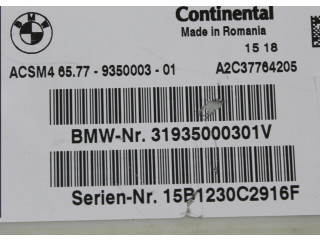 BMW
Continental
Made in Romania
15 18
ACSM4 65.77 - 9350003 - 01 A2C37764205
BMW-Nr. 31935000301V
Serien-Nr. 15B1230C2916F